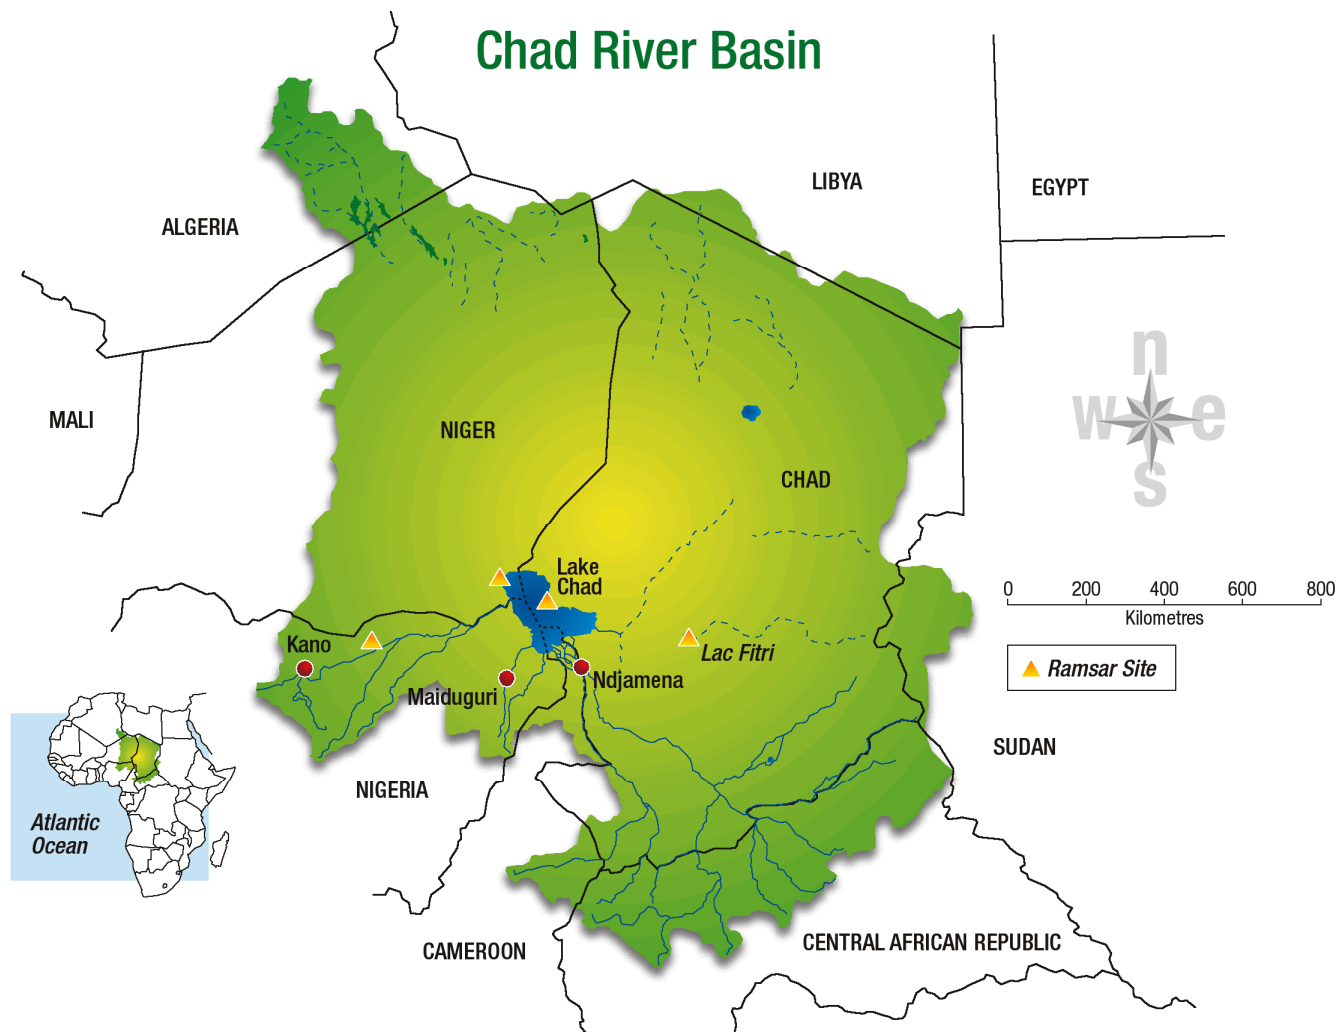 Chad River Basin
LIBYA
EGYPT
ALGERIA
n
w e
s
MALI
NIGER
CHAD
Lake
Chad
0 200 400 600 800
Kilometres
Kano
Lac Fitri
Ramsar Site
Maiduguri
Ndjamena
SUDAN
NIGERIA
Atlantic
Ocean
CAMEROON
CENTRAL AFRICAN REPUBLIC